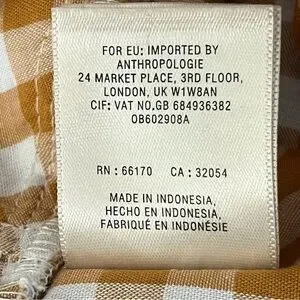 FOR EU: IMPORTED BY
ANTHROPOLOGIE
24 MARKET PLACE, 3RD FLOOR,
LONDON, UK W1W8AN
CIF: VAT NO.GB 684936382
OB602908A
RN : 66170 CA : 32054
MADE IN INDONESIA,
HECHO EN INDONESIA,
FABRIQUÉ EN INDONÉSIE